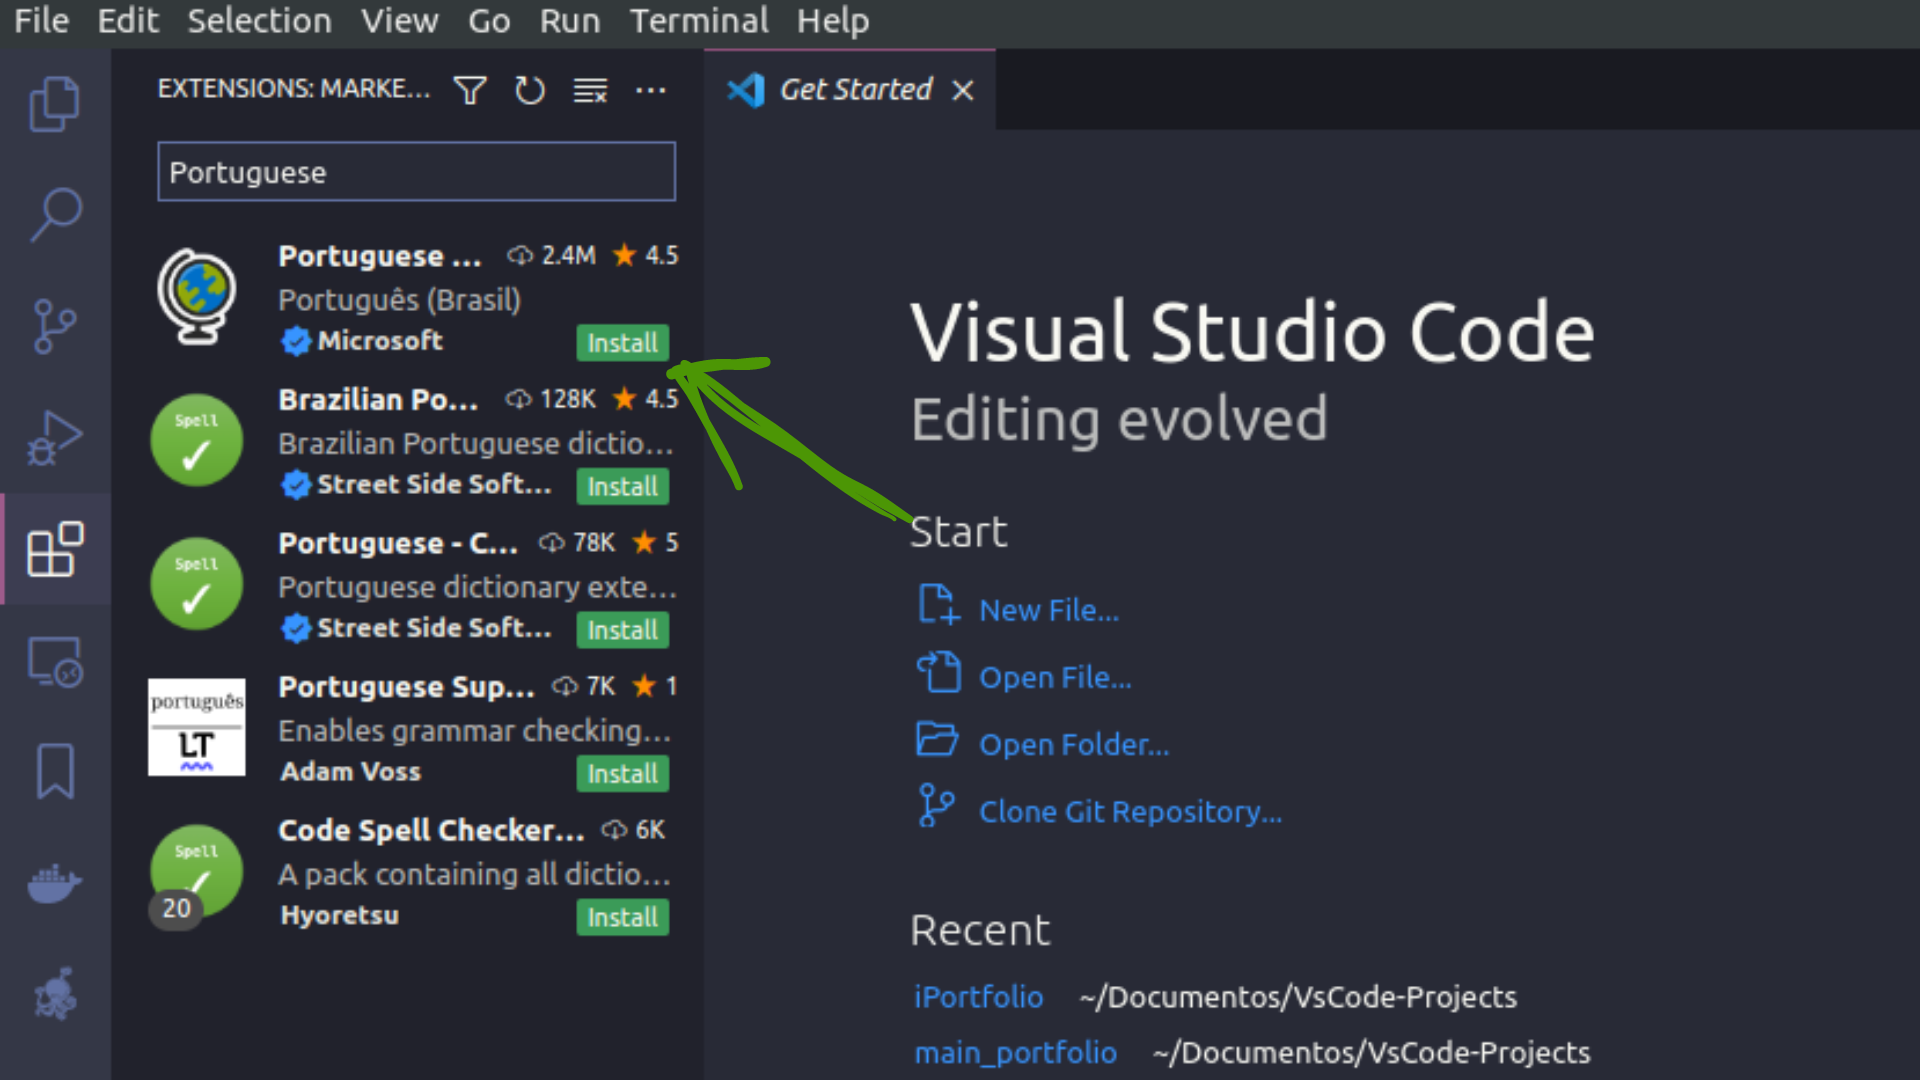 File Edit Selection View Go Run Terminal Help
EXTENSIONS: MARKE...
Get Started
Portuguese
Portuguese ... 2.4M 4.5
Português (Brasil)
Microsoft Install
Spell
Brazilian Po... 128K 4.5
Brazilian Portuguese dictio...
Street Side Soft... Install
Spell
Portuguese - C... 78K 5
Portuguese dictionary exte...
Street Side Soft... Install
português
LT
Portuguese Sup... 7K 1
Enables grammar checking...
Adam Voss Install
Spell
20
Code Spell Checker... 6K
A pack containing all dictio...
Hyoretsu Install
Visual Studio Code
Editing evolved
Start
New File...
Open File...
Open Folder...
Clone Git Repository...
Recent
iPortfolio ~/Documentos/VsCode-Projects
main_portfolio ~/Documentos/VsCode-Projects